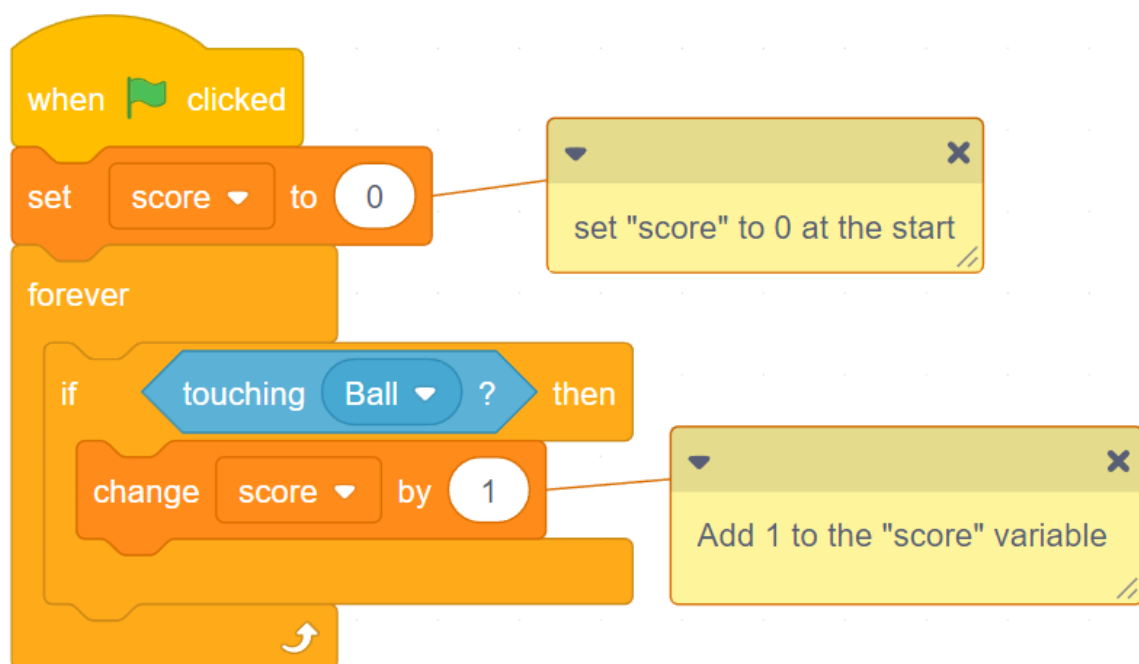 when clicked
set score to 0
set "score" to 0 at the start
forever
if touching Ball ? then
change score by 1
Add 1 to the "score" variable